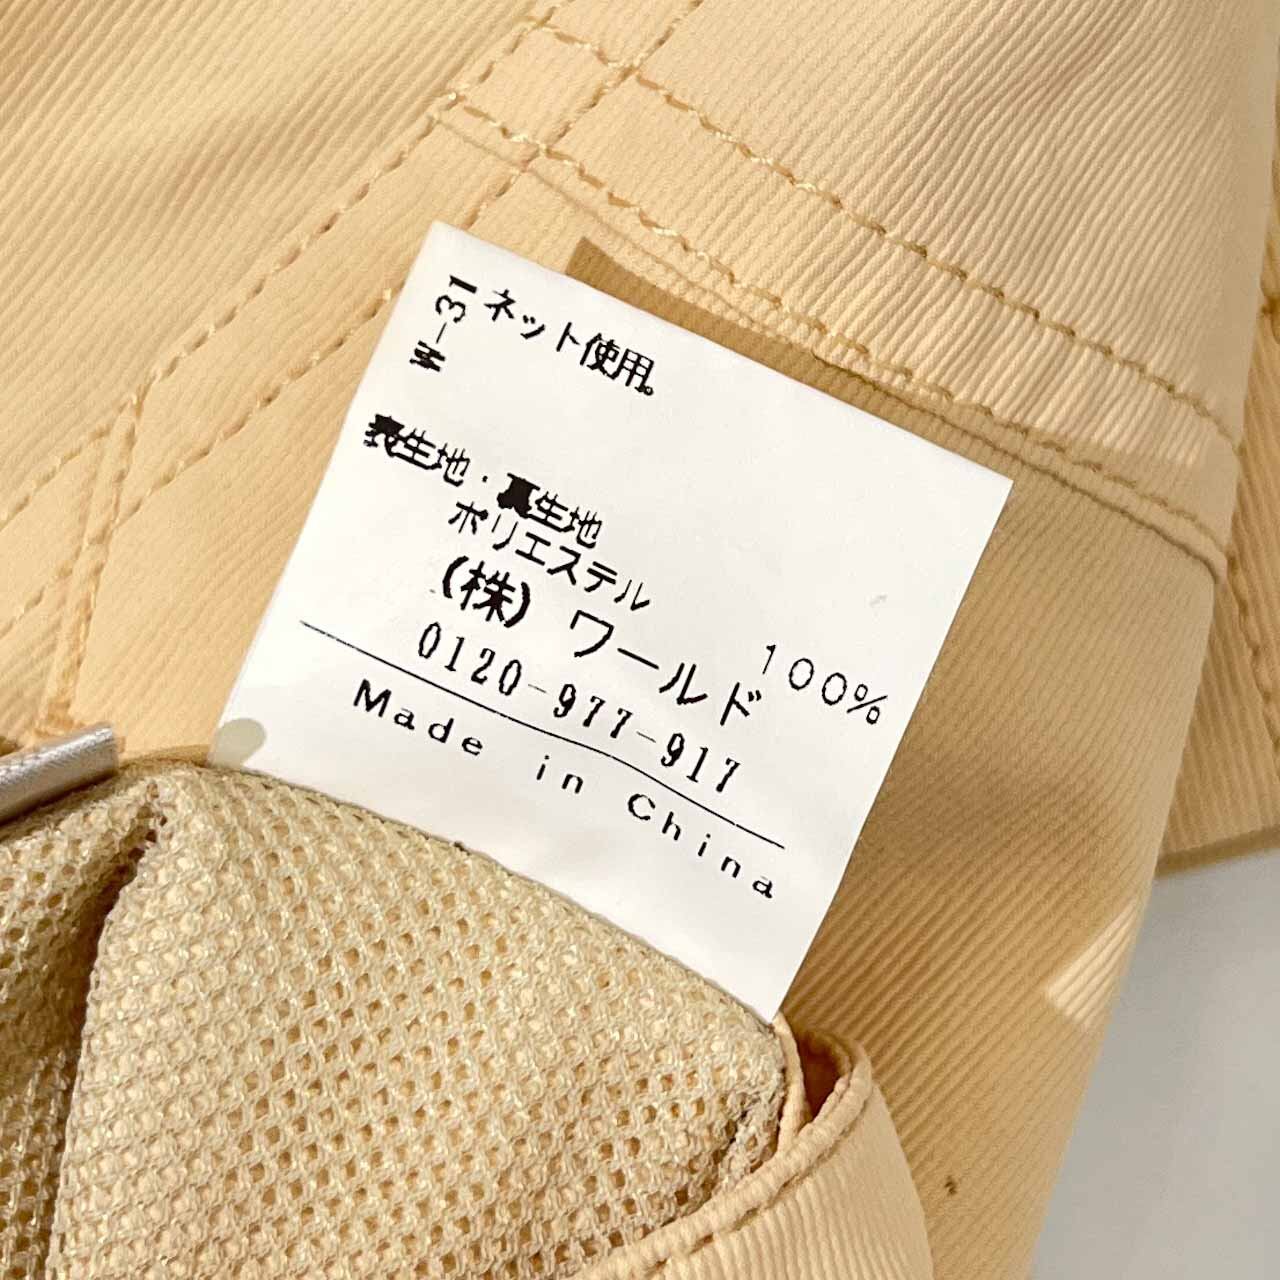 ネット使用。
表生地・裏生地
ポリエステル 100%
(株) ワールド
0120-977-917
Made in China